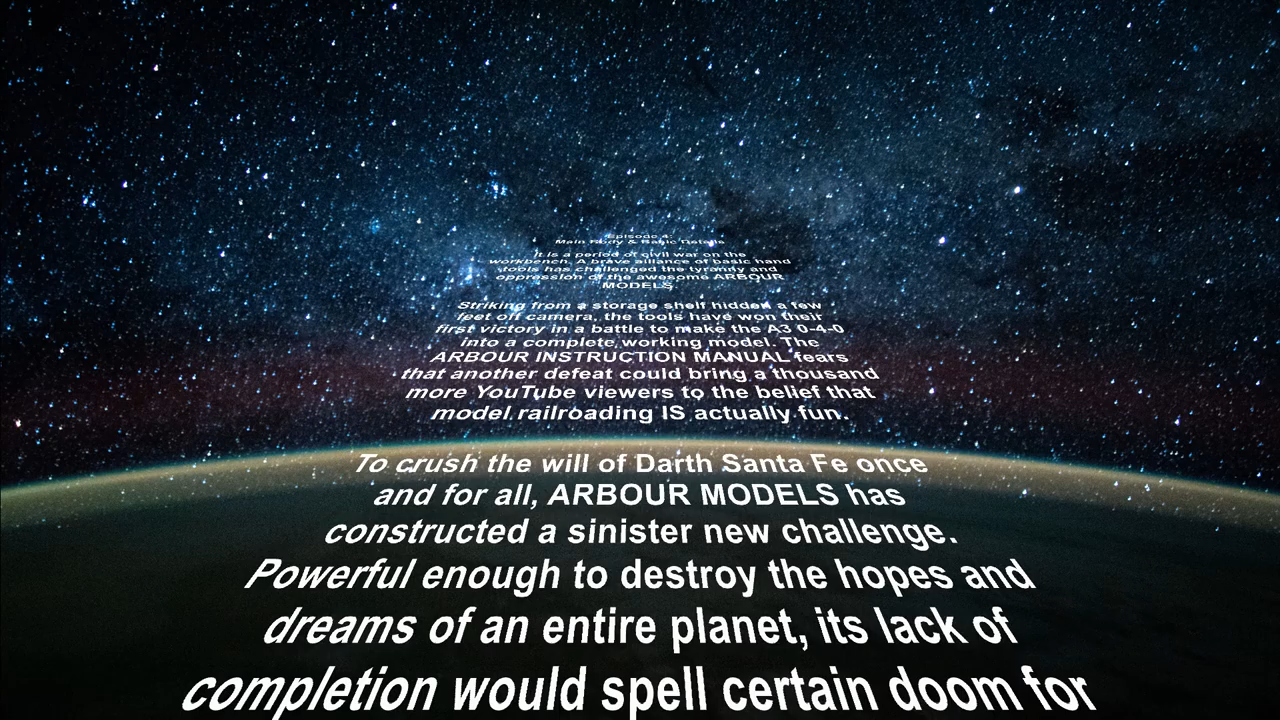 Episode 4:
Main Body & Basic Details
It is a period of civil war on the
workbench. A brave alliance of basic hand
tools has challenged the tyranny and
oppression of the awesome ARBOUR
MODELS.
Striking from a storage shelf hidden a few
feet off camera, the tools have won their
first victory in a battle to make the A3 0-4-0
into a complete working model. The
ARBOUR INSTRUCTION MANUAL fears
that another defeat could bring a thousand
more YouTube viewers to the belief that
model railroading IS actually fun.
To crush the will of Darth Santa Fe once
and for all, ARBOUR MODELS has
constructed a sinister new challenge.
Powerful enough to destroy the hopes and
dreams of an entire planet, its lack of
completion would spell certain doom for